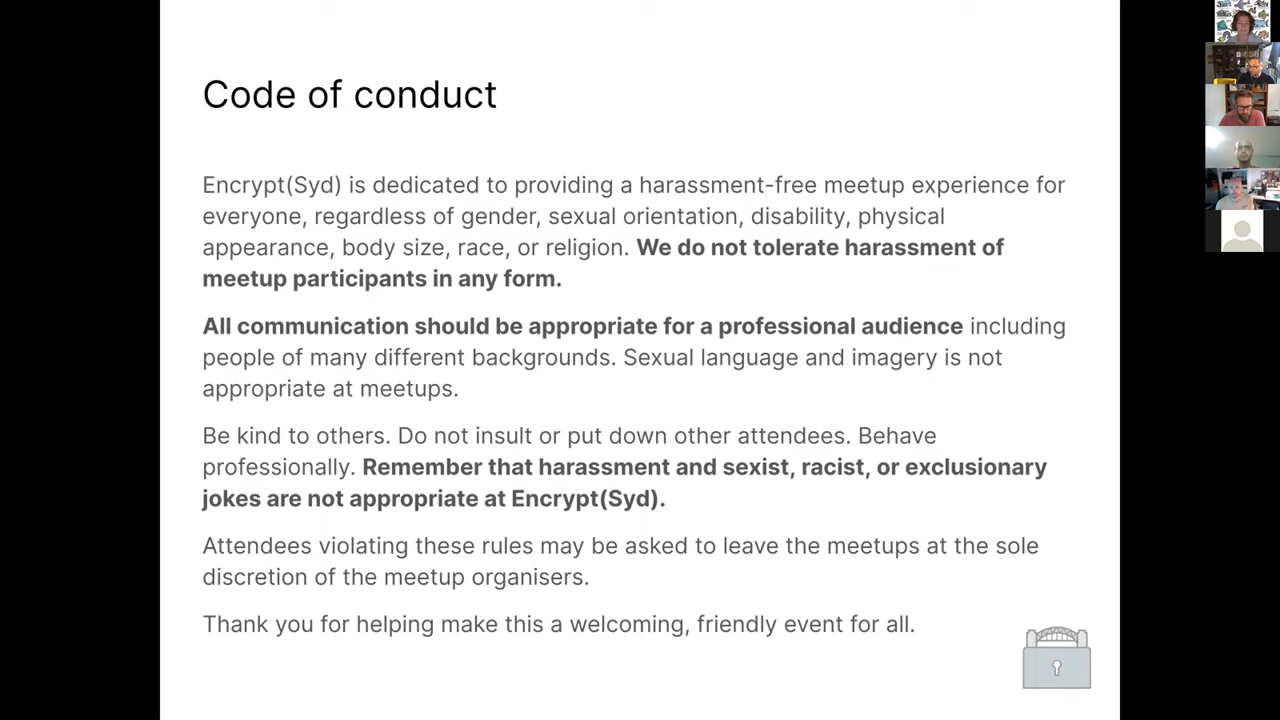 Code of conduct
Encrypt(Syd) is dedicated to providing a harassment-free meetup experience for
everyone, regardless of gender, sexual orientation, disability, physical
appearance, body size, race, or religion. We do not tolerate harassment of
meetup participants in any form.
All communication should be appropriate for a professional audience including
people of many different backgrounds. Sexual language and imagery is not
appropriate at meetups.
Be kind to others. Do not insult or put down other attendees. Behave
professionally. Remember that harassment and sexist, racist, or exclusionary
jokes are not appropriate at Encrypt(Syd).
Attendees violating these rules may be asked to leave the meetups at the sole
discretion of the meetup organisers.
Thank you for helping make this a welcoming, friendly event for all.